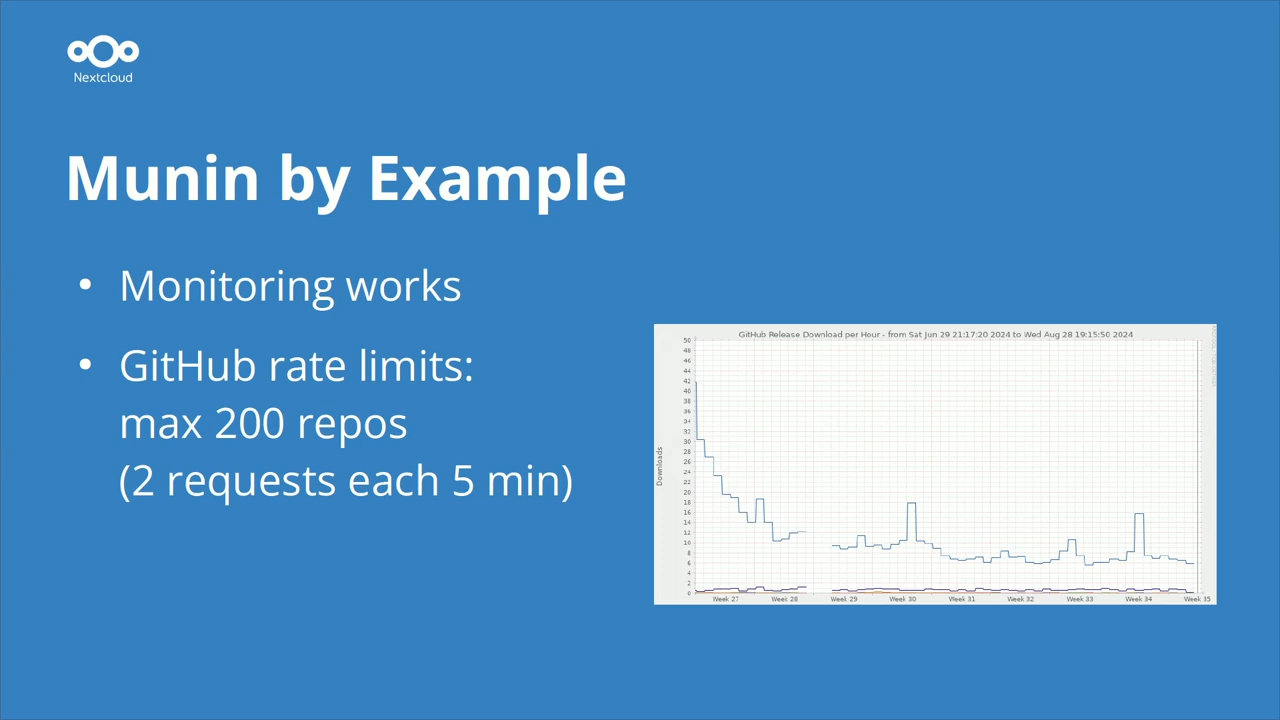 Nextcloud
Munin by Example
• Monitoring works
• GitHub rate limits:
max 200 repos
(2 requests each 5 min)
GitHub Release Download per Hour - from Sat Jun 29 21:17:20 2024 to Wed Aug 28 19:15:50 2024
Downloads
50
48
46
44
42
40
38
36
34
32
30
28
26
24
22
20
18
16
14
12
10
8
6
4
2
0
Week 27 Week 28 Week 29 Week 30 Week 31 Week 32 Week 33 Week 34 Week 35